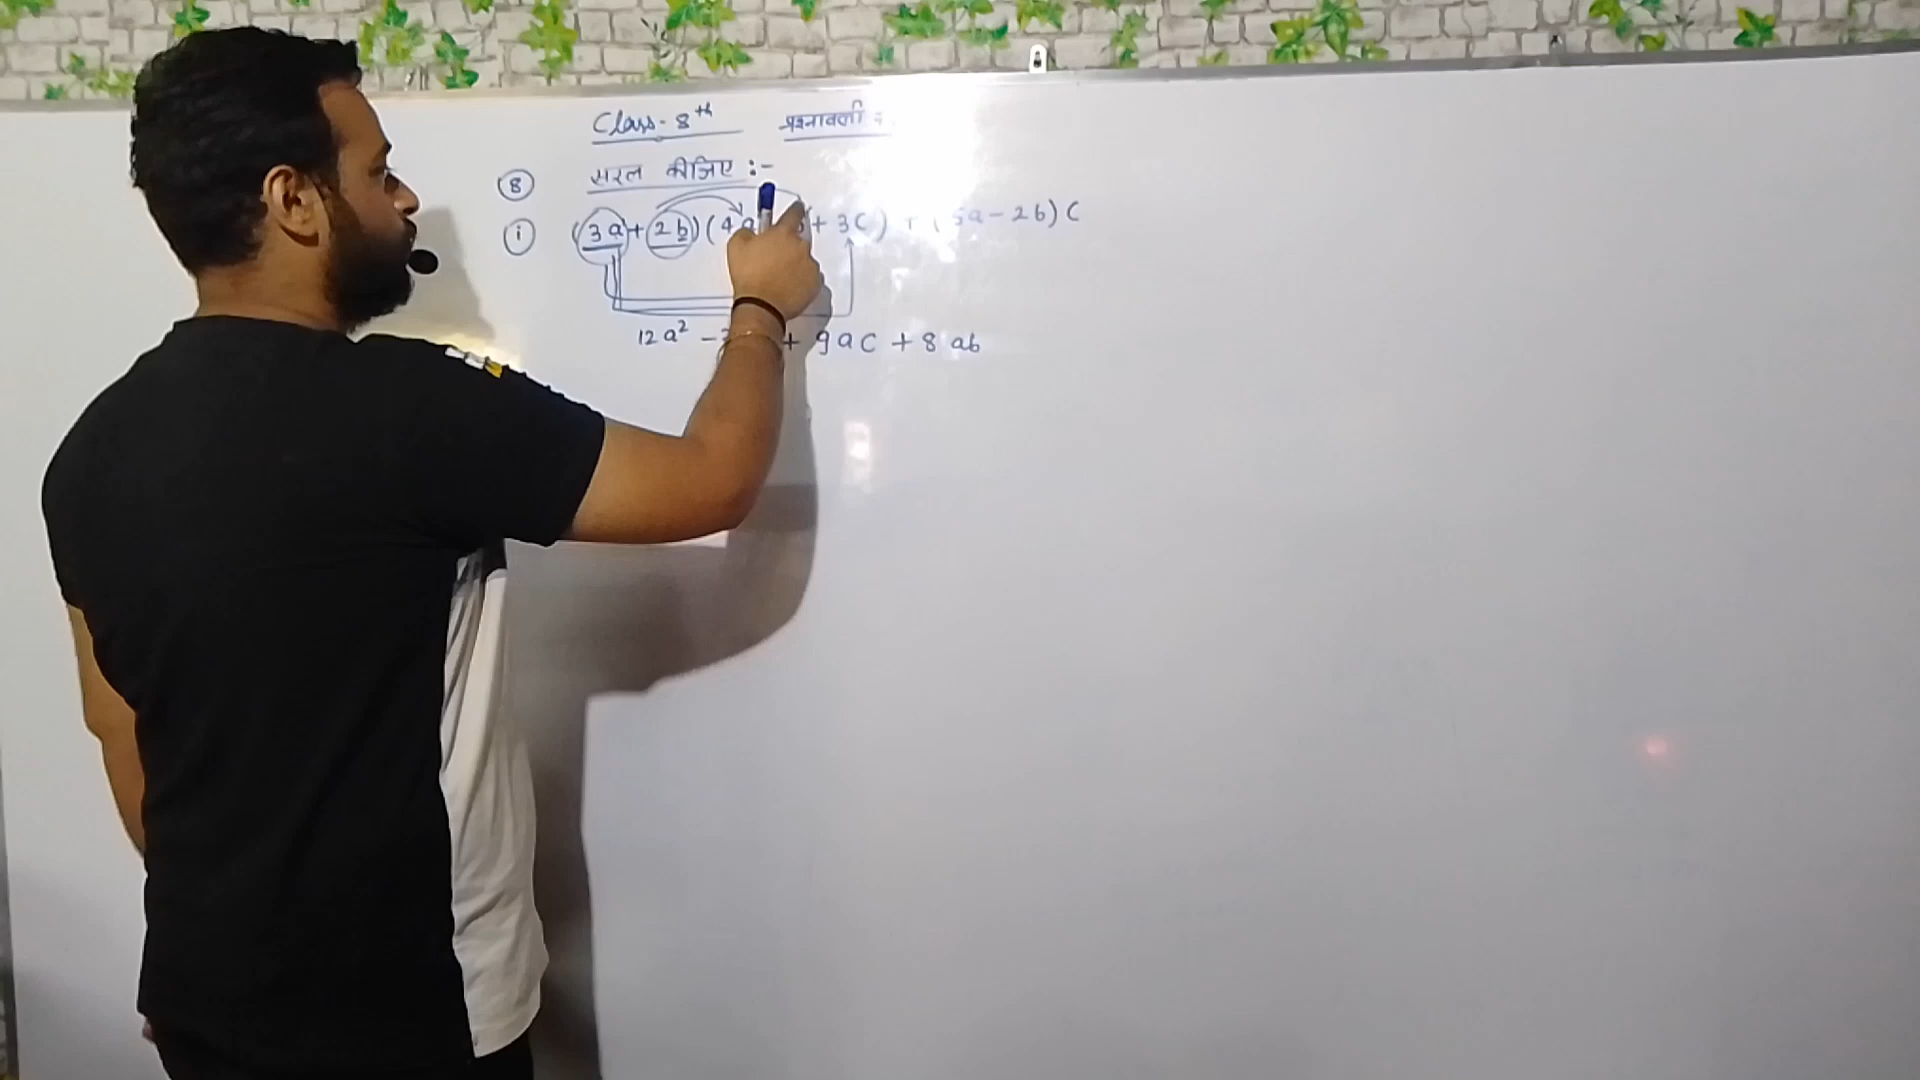 Class- 8th प्रश्नावली
8 सरल कीजिए :-
i (3a + 2b) (4a + 3c) + (5a - 2b) c
12a² - + 9ac + 8ab